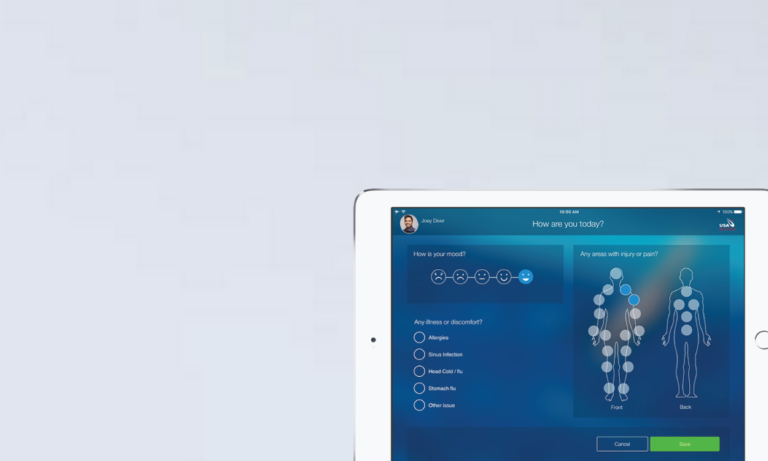 10:00 AM
100%
Joey Dixer
How are you today?
USA
How is your mood?
Any areas with injury or pain?
Any illness or discomfort?
Allergies
Sinus Infection
Head Cold / flu
Stomach flu
Other issue
Front
Back
Cancel
Save